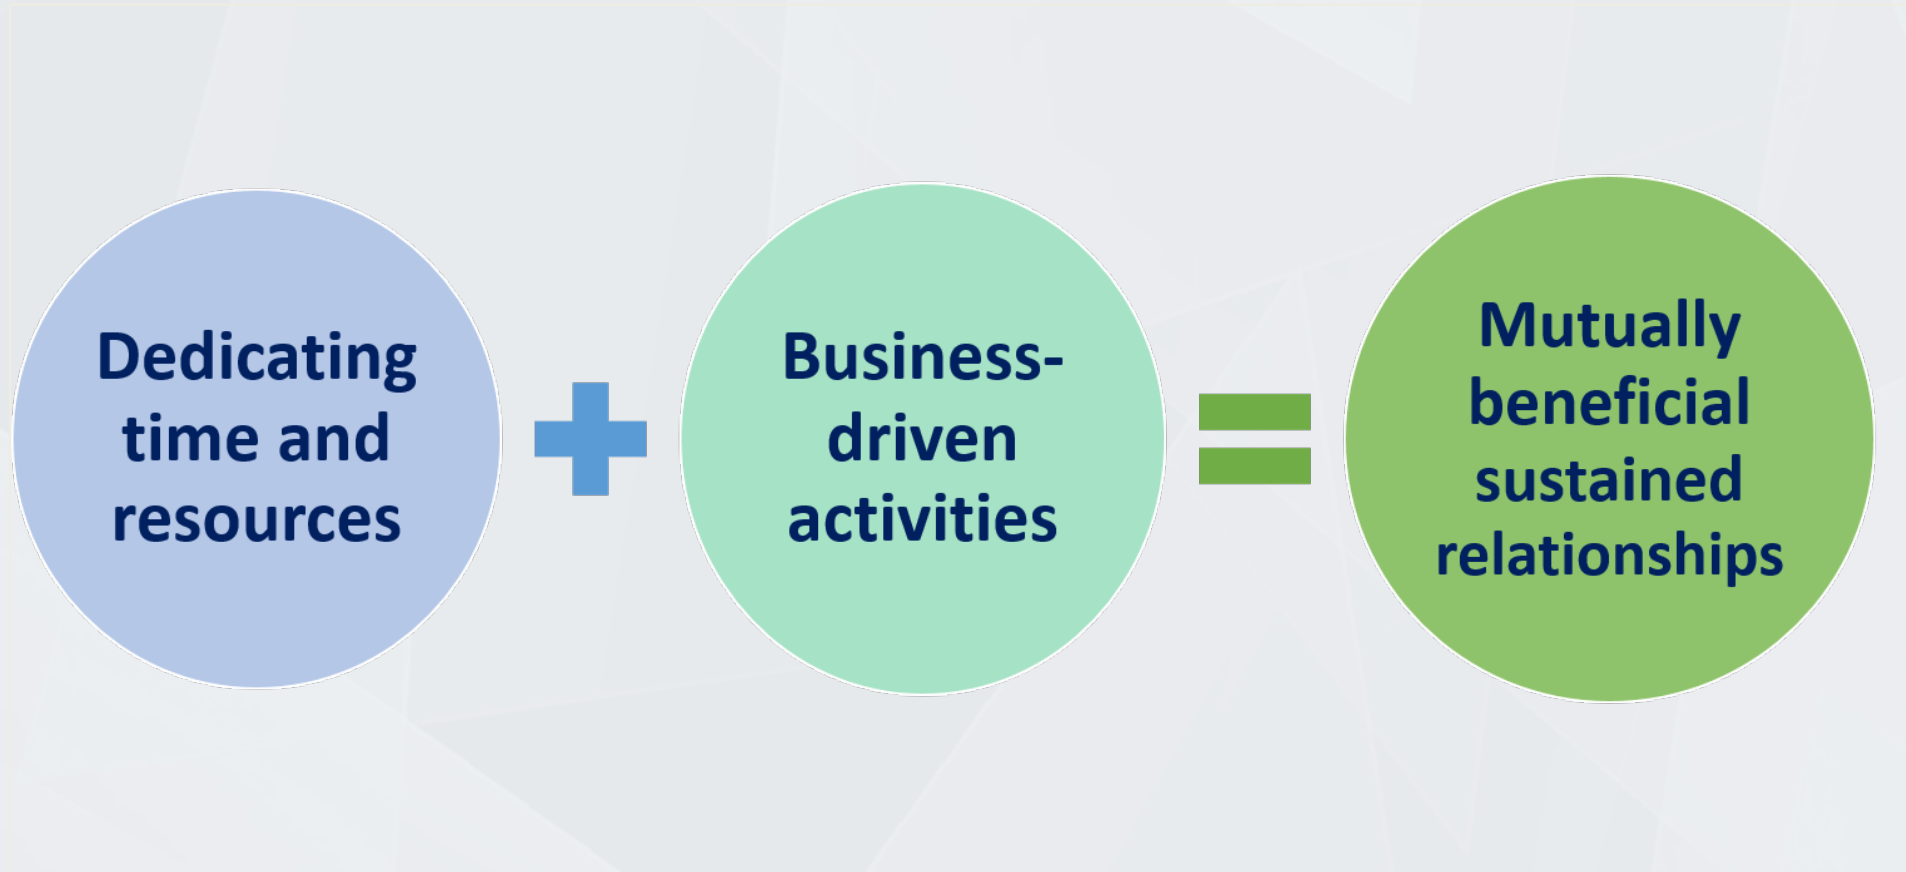 Dedicating
time and
resources
Business-
driven
activities
Mutually
beneficial
sustained
relationships